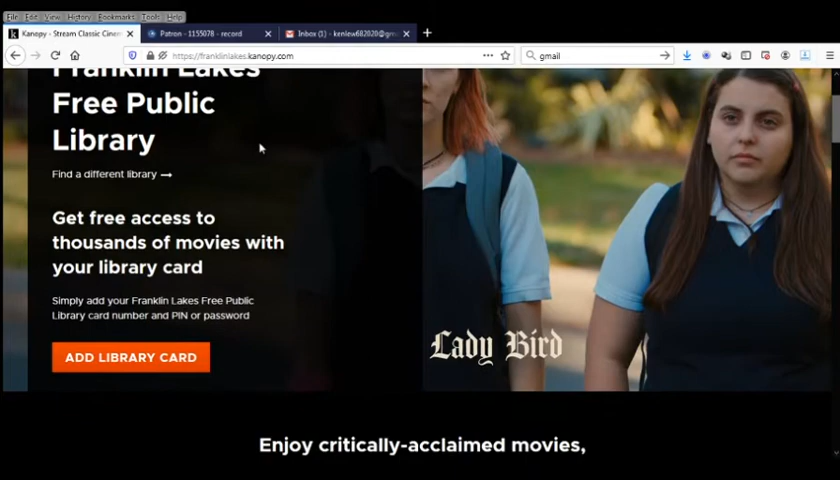 File Edit View History Bookmarks Tools Help
Kanopy - Stream Classic Cinem
Patron - 1155078 - record
Inbox (1) - kenlew682020@gm
https://franklinlakes.kanopy.com
gmail
Franklin Lakes
Free Public
Library
Find a different library
Get free access to
thousands of movies with
your library card
Simply add your Franklin Lakes Free Public
Library card number and PIN or password
ADD LIBRARY CARD
Lady Bird
Enjoy critically-acclaimed movies,